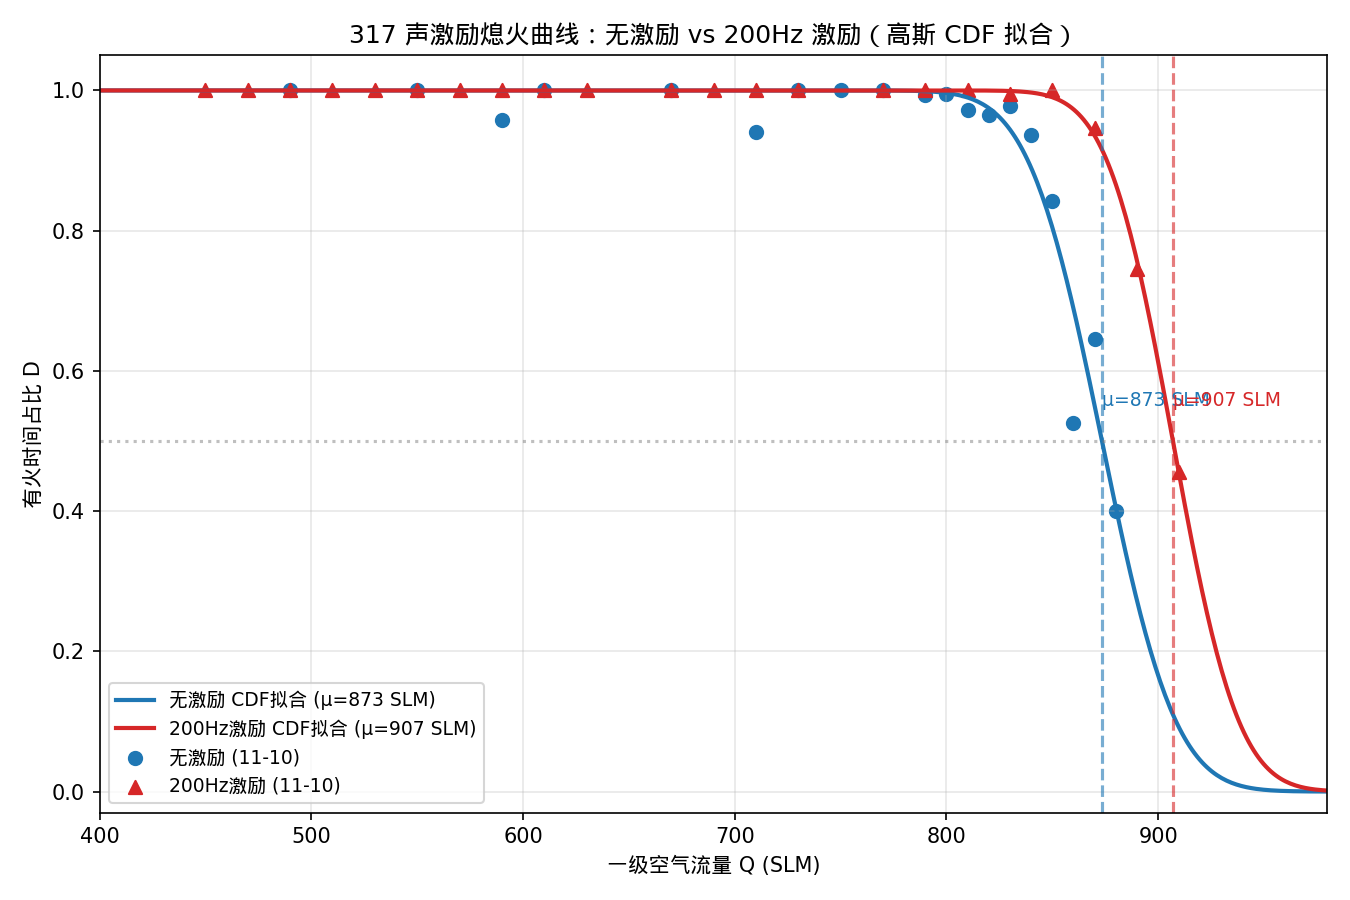 317 声激励熄火曲线：无激励 vs 200Hz 激励（高斯 CDF 拟合）
有火时间占比 D
1.0
0.8
0.6
0.4
0.2
0.0
μ=873 SLM
μ=907 SLM
无激励 CDF拟合 (μ=873 SLM)
200Hz激励 CDF拟合 (μ=907 SLM)
无激励 (11-10)
200Hz激励 (11-10)
400 500 600 700 800 900
一级空气流量 Q (SLM)